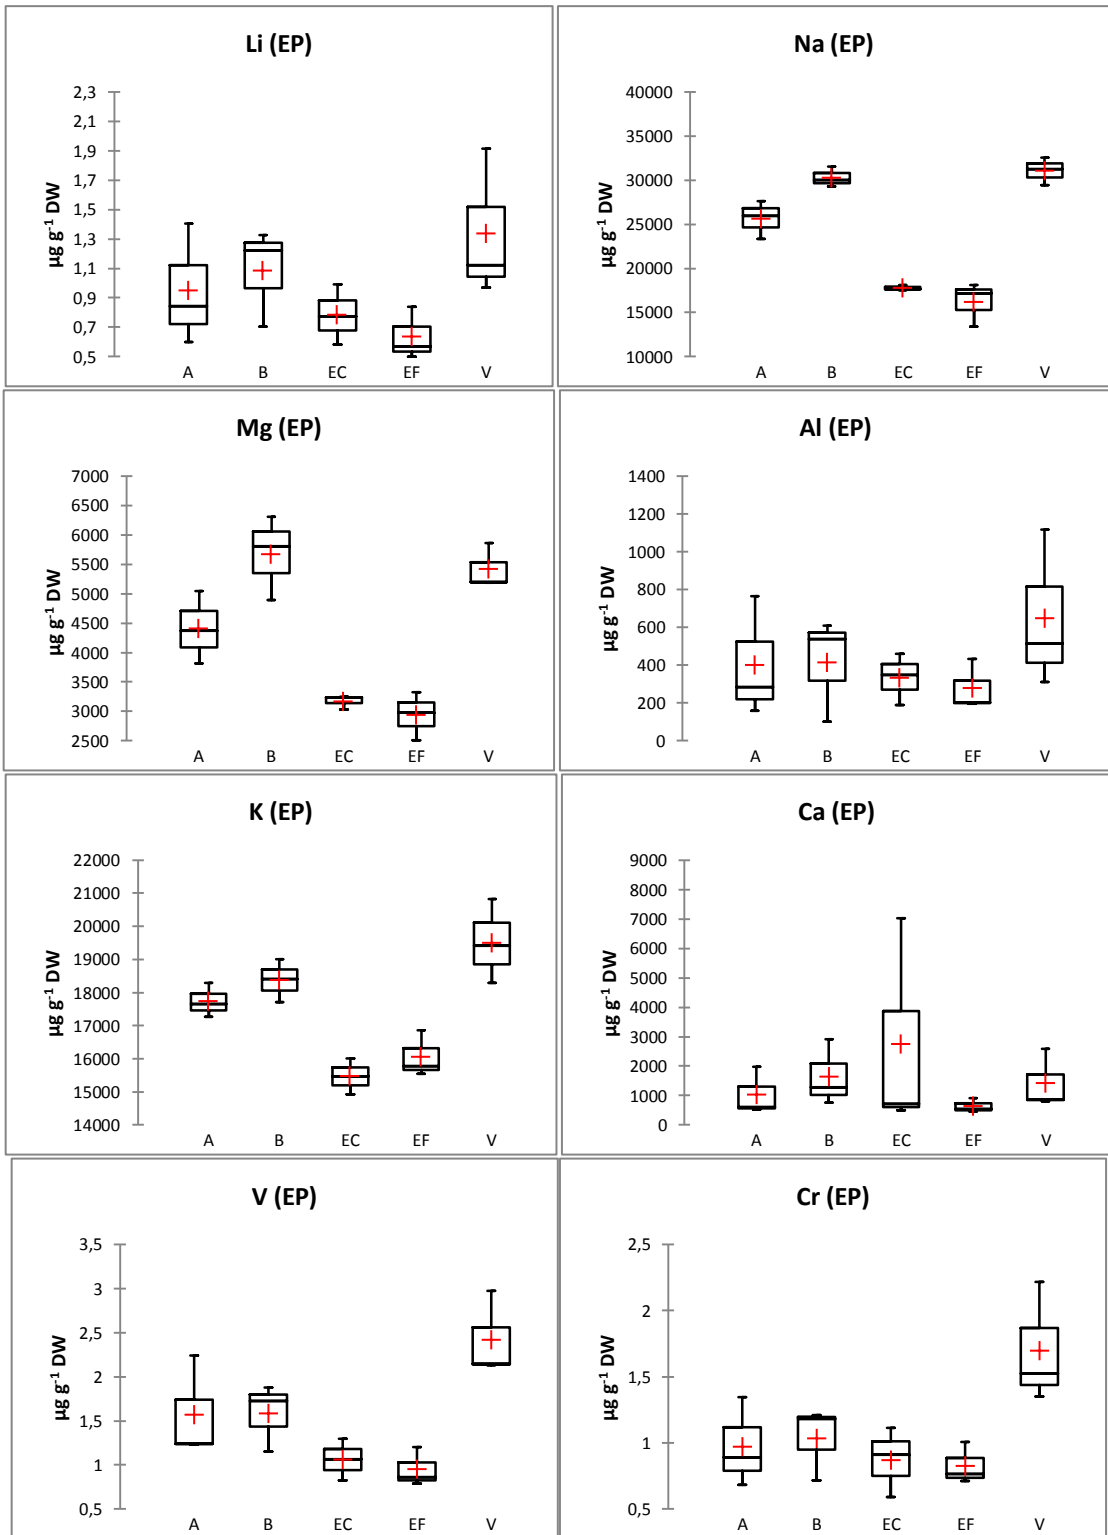 Li (EP)
µg g-1 DW
2,3
2,1
1,9
1,7
1,5
1,3
1,1
0,9
0,7
0,5
A B EC EF V
Na (EP)
µg g-1 DW
40000
35000
30000
25000
20000
15000
10000
A B EC EF V
Mg (EP)
µg g-1 DW
7000
6500
6000
5500
5000
4500
4000
3500
3000
2500
A B EC EF V
Al (EP)
µg g-1 DW
1400
1200
1000
800
600
400
200
0
A B EC EF V
K (EP)
µg g-1 DW
22000
21000
20000
19000
18000
17000
16000
15000
14000
A B EC EF V
Ca (EP)
µg g-1 DW
9000
8000
7000
6000
5000
4000
3000
2000
1000
0
A B EC EF V
V (EP)
µg g-1 DW
3,5
3
2,5
2
1,5
1
0,5
A B EC EF V
Cr (EP)
µg g-1 DW
2,5
2
1,5
1
0,5
A B EC EF V